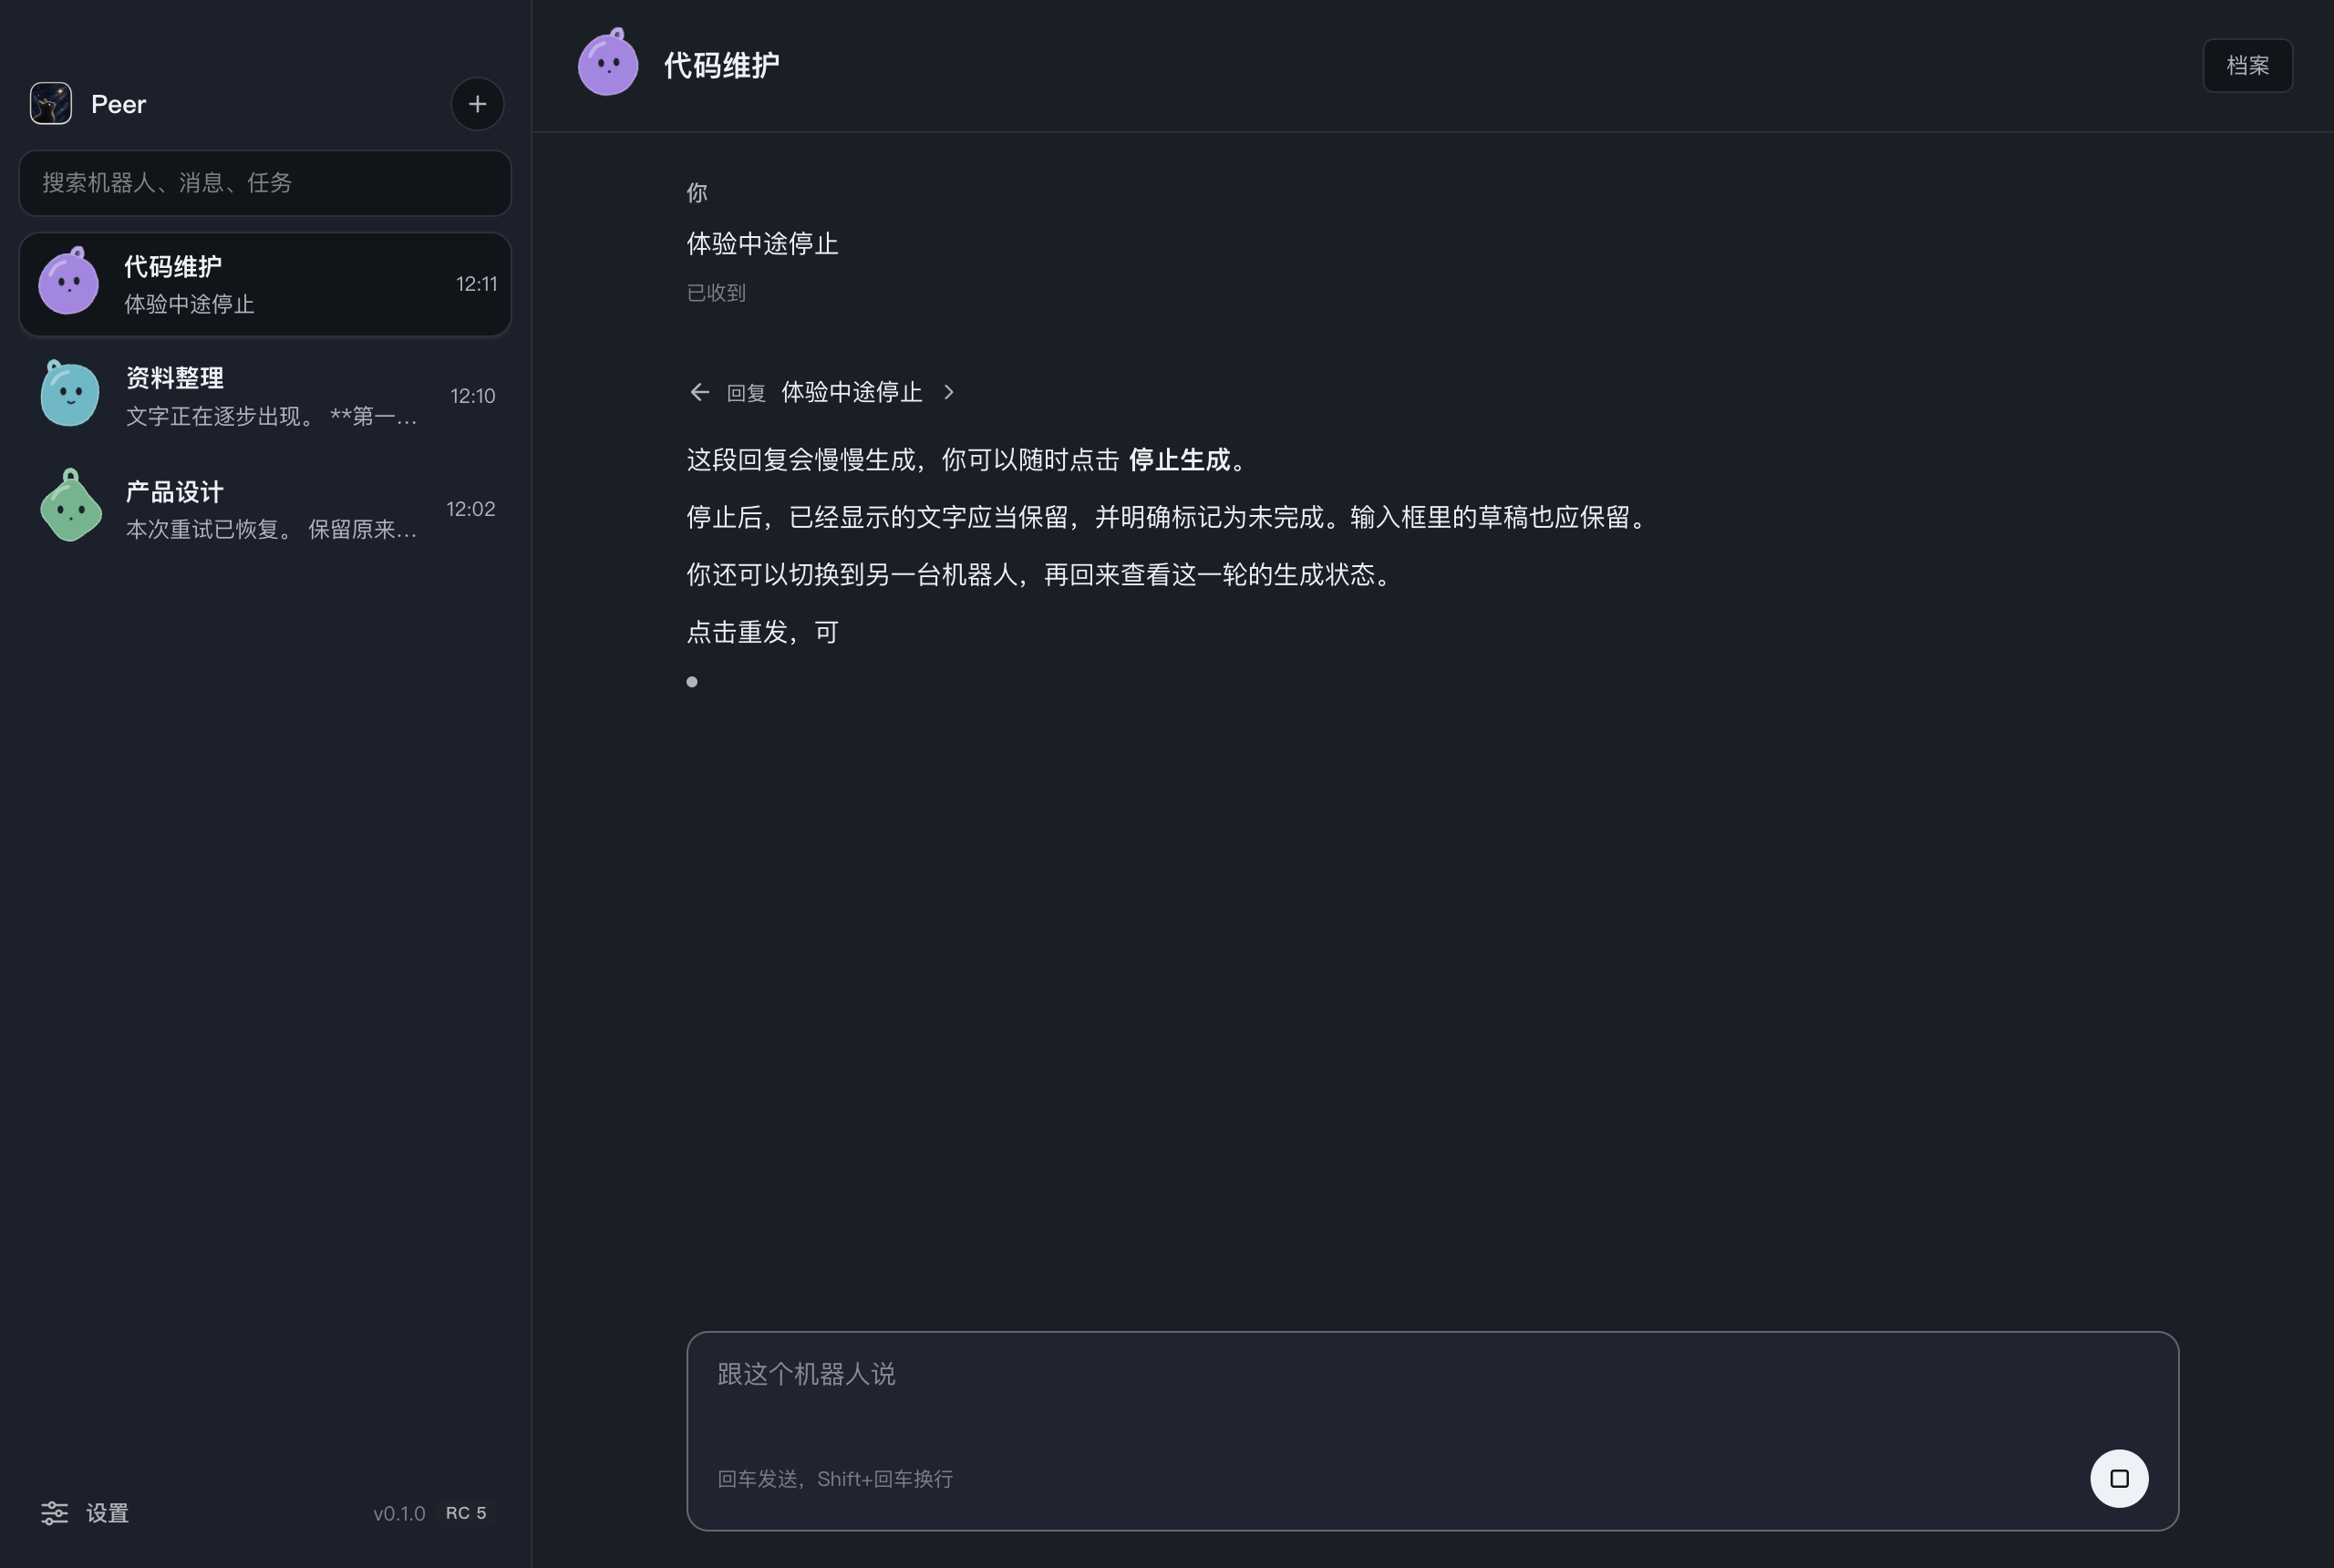 Peer
搜索机器人、消息、任务
代码维护
12:11
体验中途停止
资料整理
12:10
文字正在逐步出现。 **第一…
产品设计
12:02
本次重试已恢复。 保留原来…
设置
v0.1.0 RC 5
代码维护
档案
你
体验中途停止
已收到
回复 体验中途停止
这段回复会慢慢生成，你可以随时点击 停止生成。
停止后，已经显示的文字应当保留，并明确标记为未完成。输入框里的草稿也应保留。
你还可以切换到另一台机器人，再回来查看这一轮的生成状态。
点击重发，可
跟这个机器人说
回车发送，Shift+回车换行